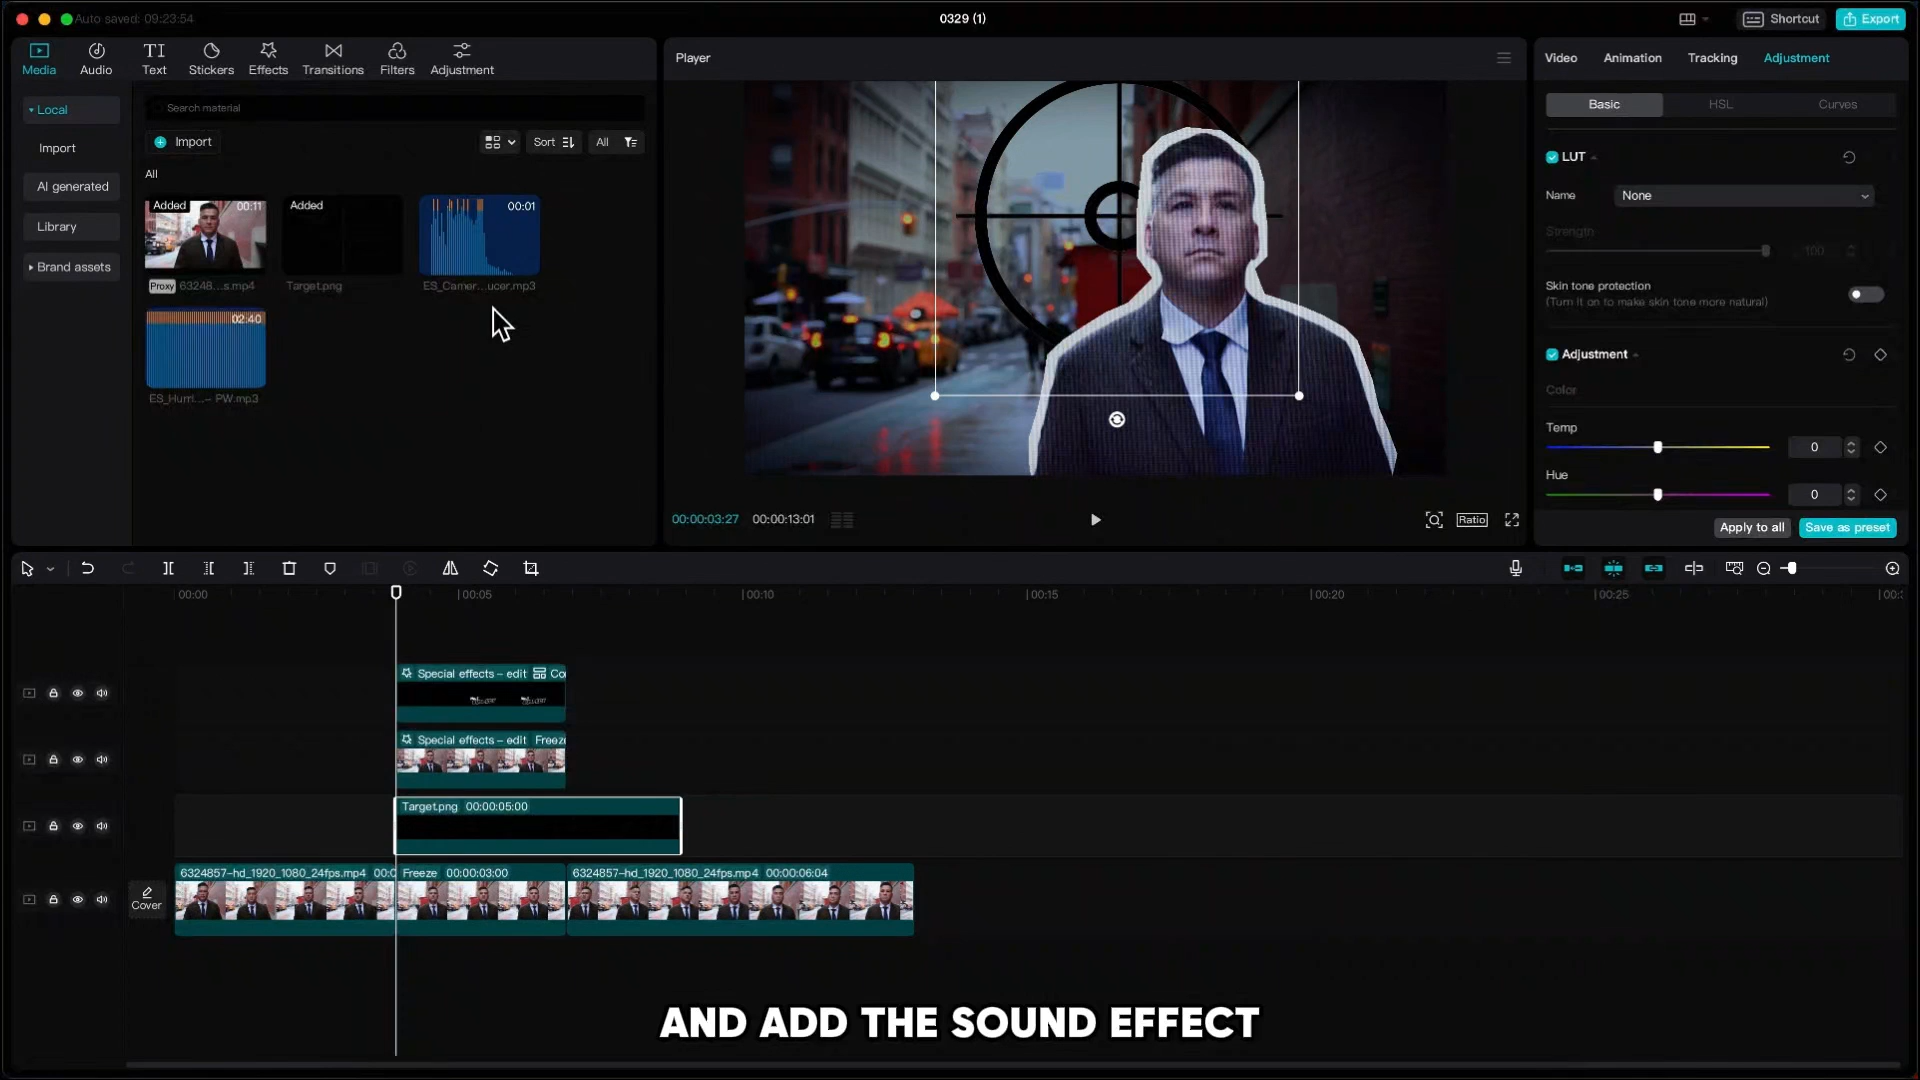 Auto saved: 09:23:54
0329 (1)
Shortcut
Export
Media
Audio
TI
Text
Stickers
Effects
Transitions
Filters
Adjustment
Player
Video
Animation
Tracking
Adjustment
Local
Search material
Basic
HSL
Curves
Import
Import
Sort
All
AI generated
All
LUT
Library
Name
None
Brand assets
Added
00:11
Added
00:01
Strength
100
Proxy
63248...s.mp4
Target.png
ES_Camer...ucer.mp3
Skin tone protection
(Turn it on to make skin tone more natural)
02:40
ES_Hurri...– PW.mp3
Adjustment
Color
Temp
0
Hue
0
00:00:03:27
00:00:13:01
Ratio
Apply to all
Save as preset
00:00
00:05
00:10
00:15
00:20
00:25
Special effects – edit
Special effects – edit
Target.png
00:00:05:00
Cover
6324857-hd_1920_1080_24fps.mp4
Freeze
00:00:03:00
6324857-hd_1920_1080_24fps.mp4
00:00:06:04
AND ADD THE SOUND EFFECT